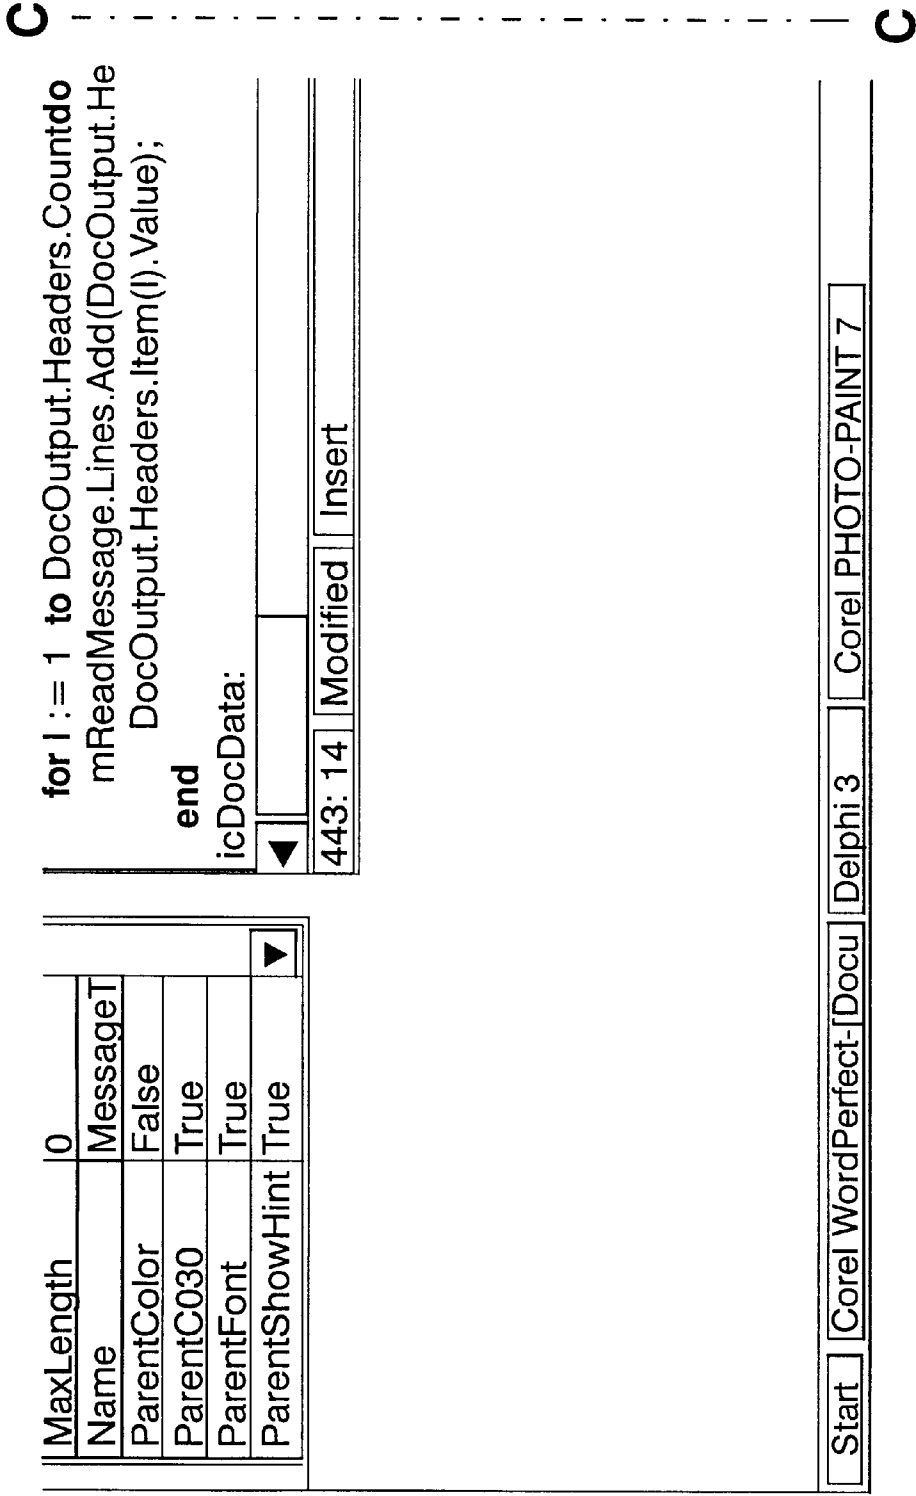 C C
for I := 1 to DocOutput.Headers.Countdo
mReadMessage.Lines.Add(DocOutput.He
DocOutput.Headers.Item(I).Value);
end
icDocData:
443: 14 Modified Insert
MaxLength 0
Name MessageT
ParentColor False
ParentC030 True
ParentFont True
ParentShowHint True
Start Corel WordPerfect-[Docu Delphi 3 Corel PHOTO-PAINT 7